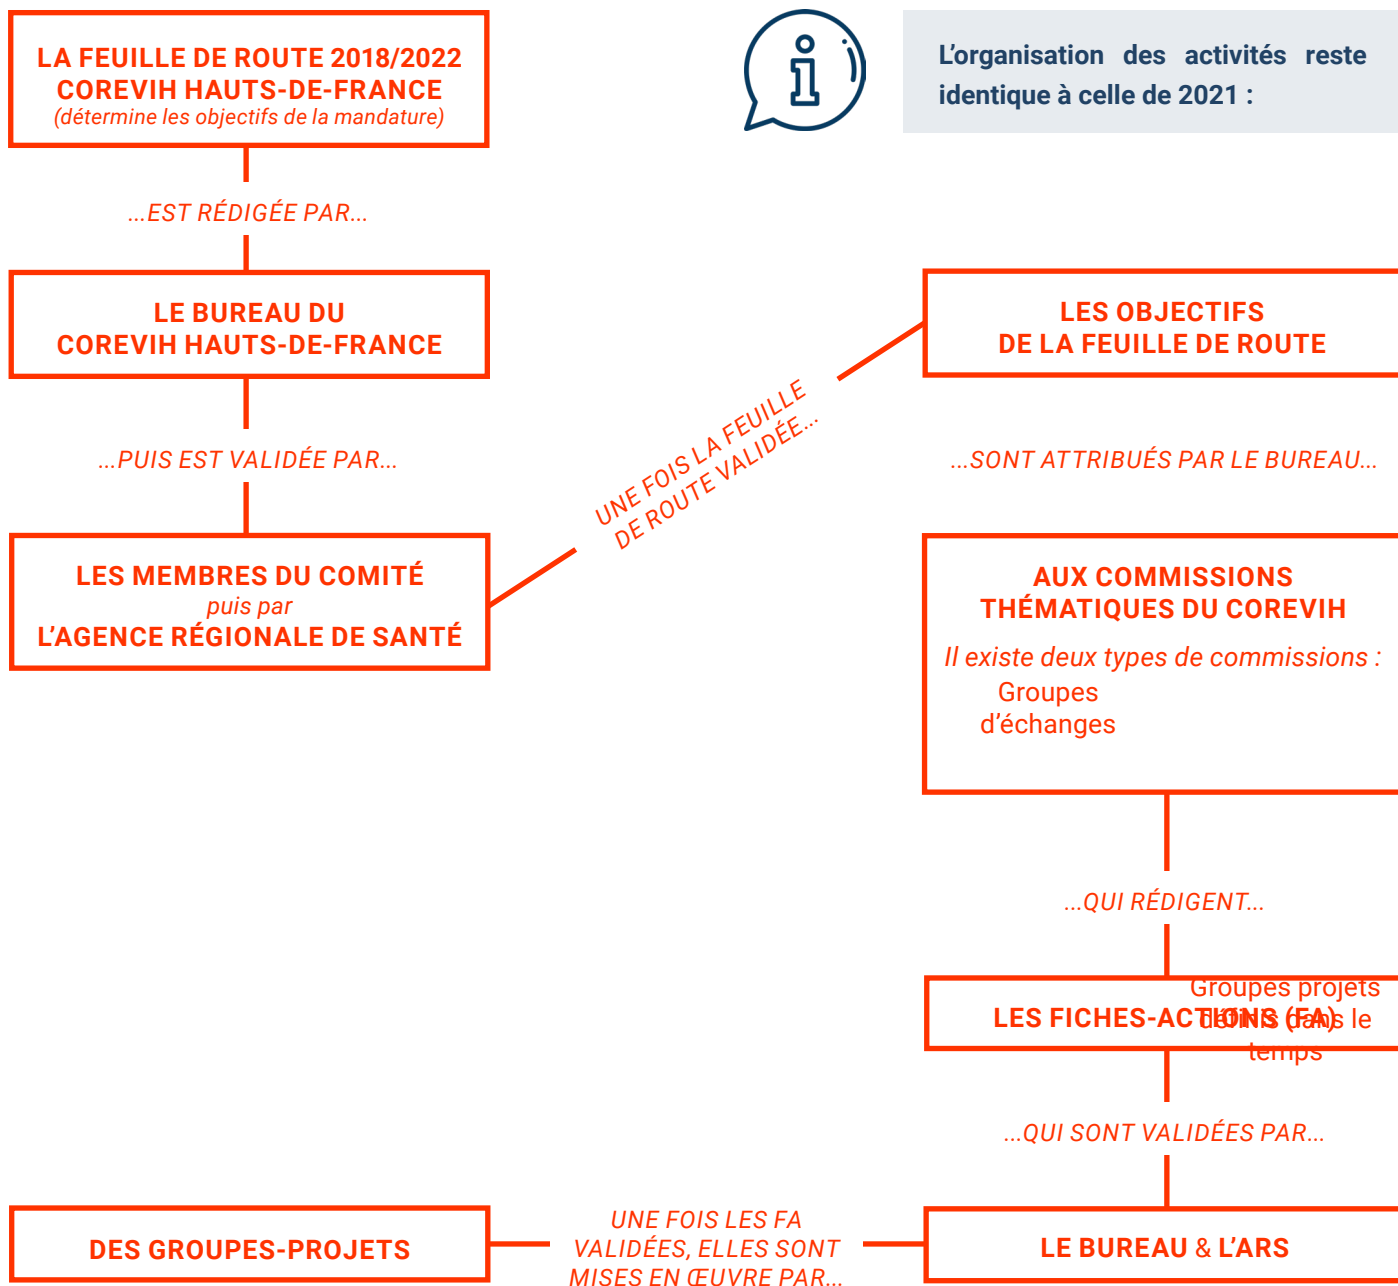 LA FEUILLE DE ROUTE 2018/2022
COREVIH HAUTS-DE-FRANCE
(détermine les objectifs de la mandature)
L'organisation des activités reste
identique à celle de 2021 :
...EST RÉDIGÉE PAR...
LE BUREAU DU
COREVIH HAUTS-DE-FRANCE
...PUIS EST VALIDÉE PAR...
LES MEMBRES DU COMITÉ
puis par
L'AGENCE RÉGIONALE DE SANTÉ
UNE FOIS LA FEUILLE
DE ROUTE VALIDÉE...
LES OBJECTIFS
DE LA FEUILLE DE ROUTE
...SONT ATTRIBUÉS PAR LE BUREAU...
AUX COMMISSIONS
THÉMATIQUES DU COREVIH
Il existe deux types de commissions :
Groupes
d'échanges
...QUI RÉDIGENT...
LES FICHES-ACTIONS (FA)
Groupes projets
définis dans le
temps
...QUI SONT VALIDÉES PAR...
LE BUREAU & L'ARS
UNE FOIS LES FA
VALIDÉES, ELLES SONT
MISES EN ŒUVRE PAR...
DES GROUPES-PROJETS